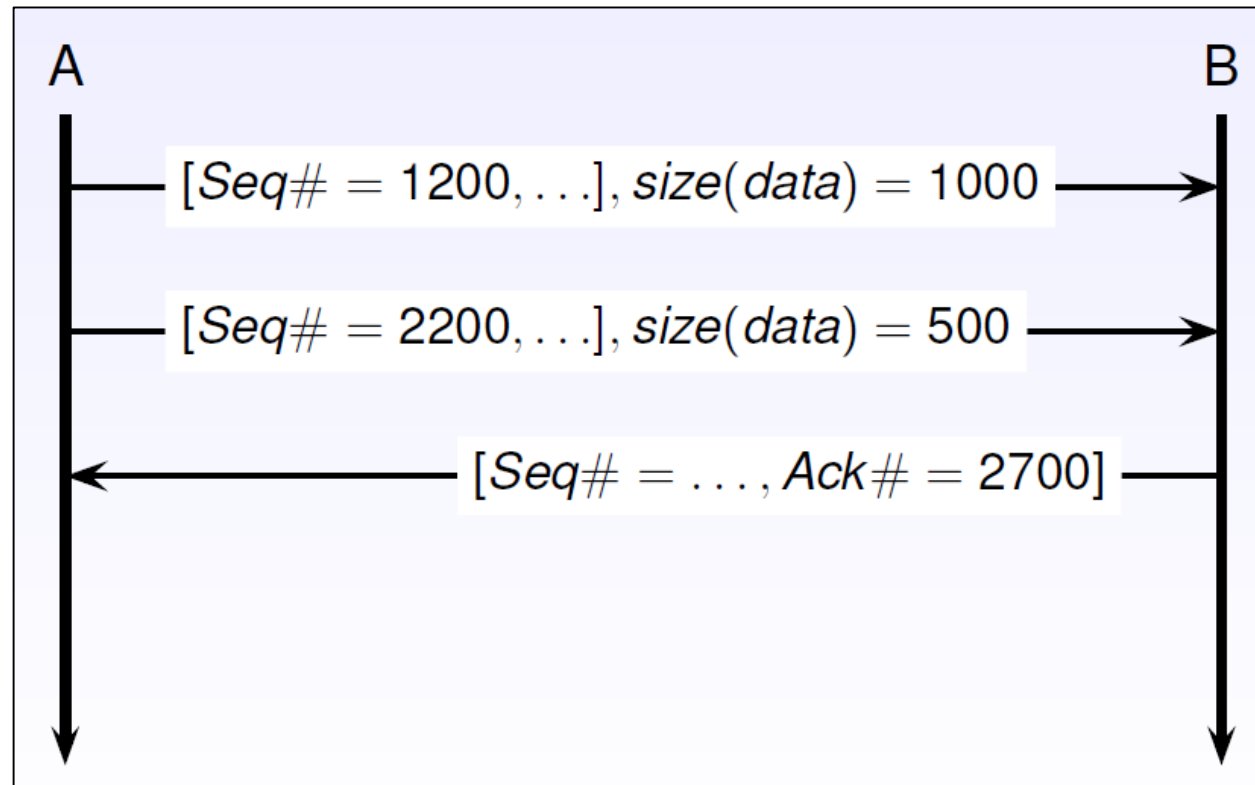 A B
[Seq# = 1200, . . .], size(data) = 1000
[Seq# = 2200, . . .], size(data) = 500
[Seq# = . . . , Ack# = 2700]